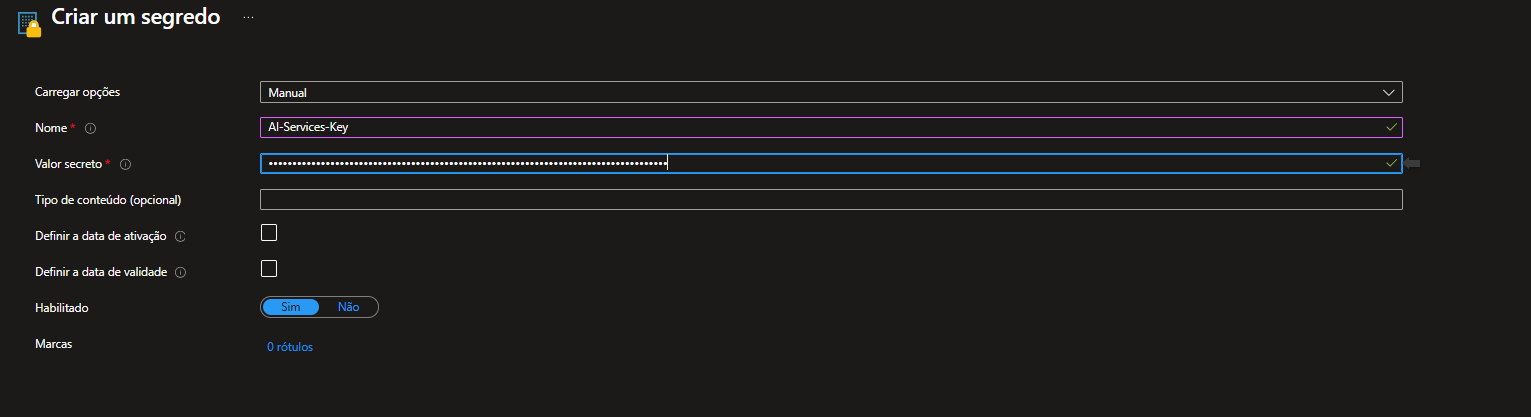 Criar um segredo ...
Carregar opções Manual
Nome * AI-Services-Key
Valor secreto * ••••••••••••••••••••••••••••••••••••••••••••••••••••••••••••••••••••••••••••••••••••
Tipo de conteúdo (opcional)
Definir a data de ativação
Definir a data de validade
Habilitado Sim Não
Marcas 0 rótulos